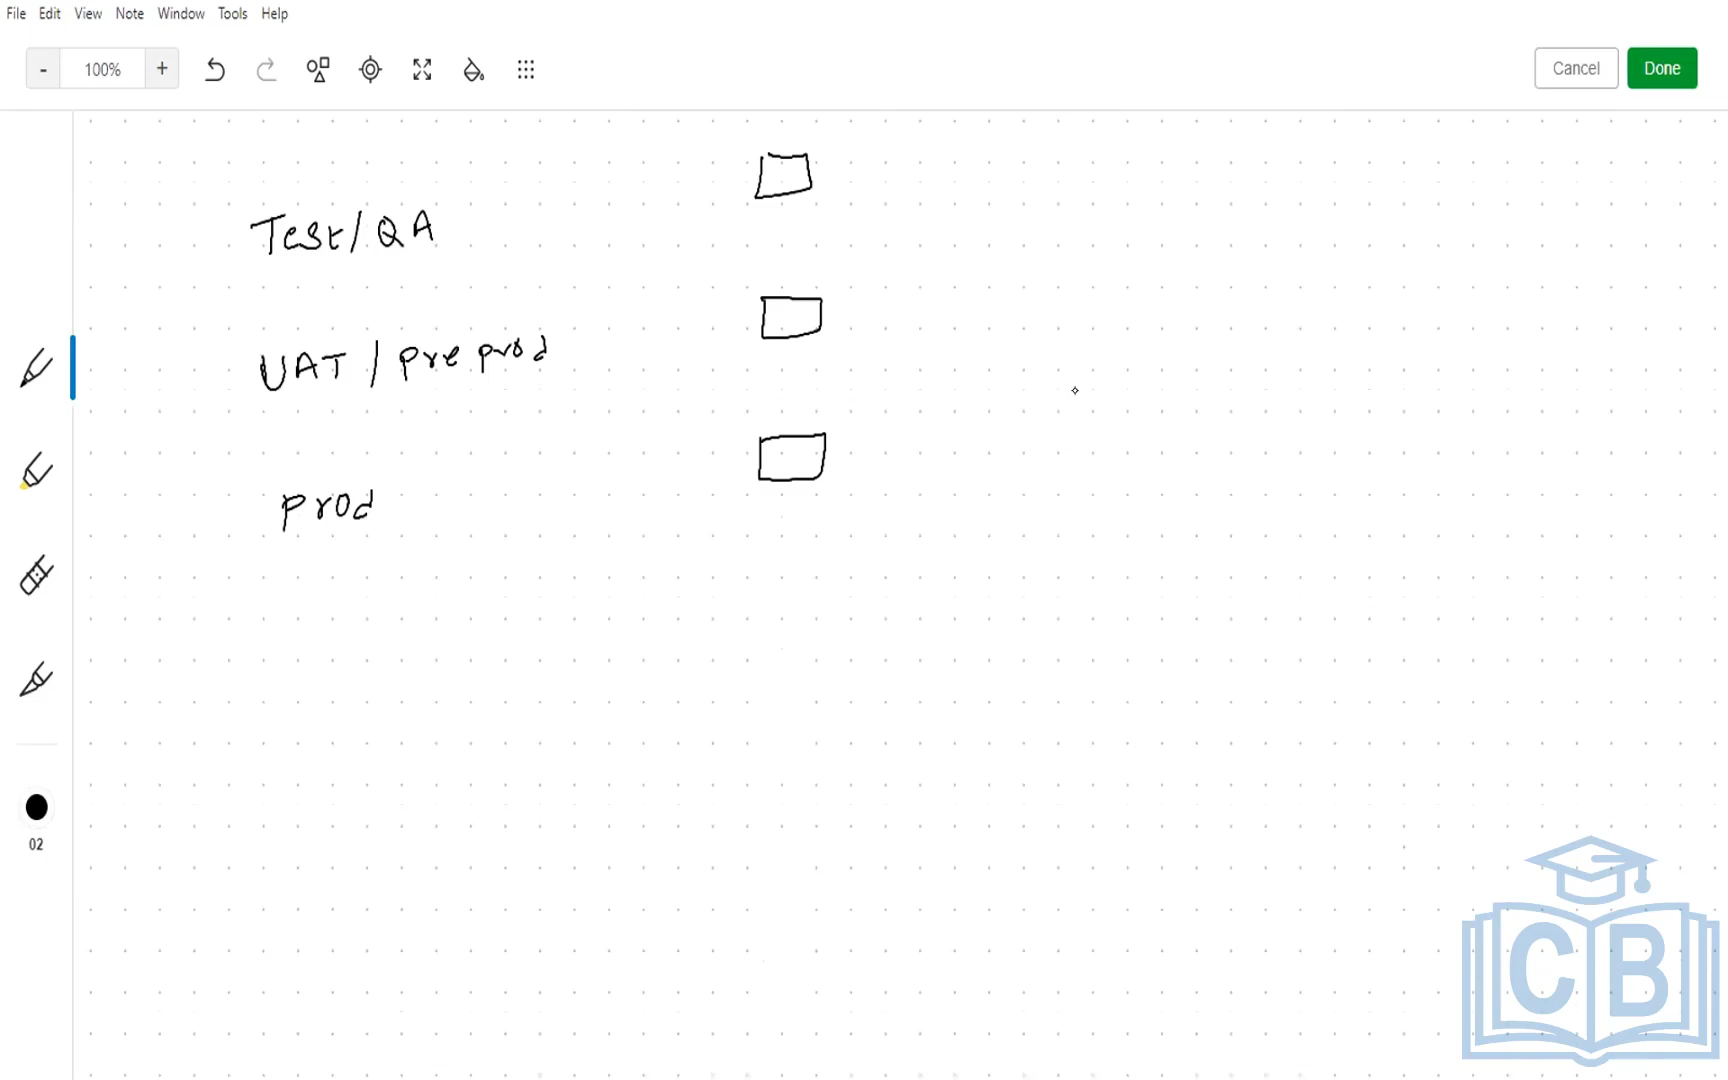 File Edit View Note Window Tools Help
- 100% + Cancel Done
Test/QA
UAT / Pre prod
prod
02
CB